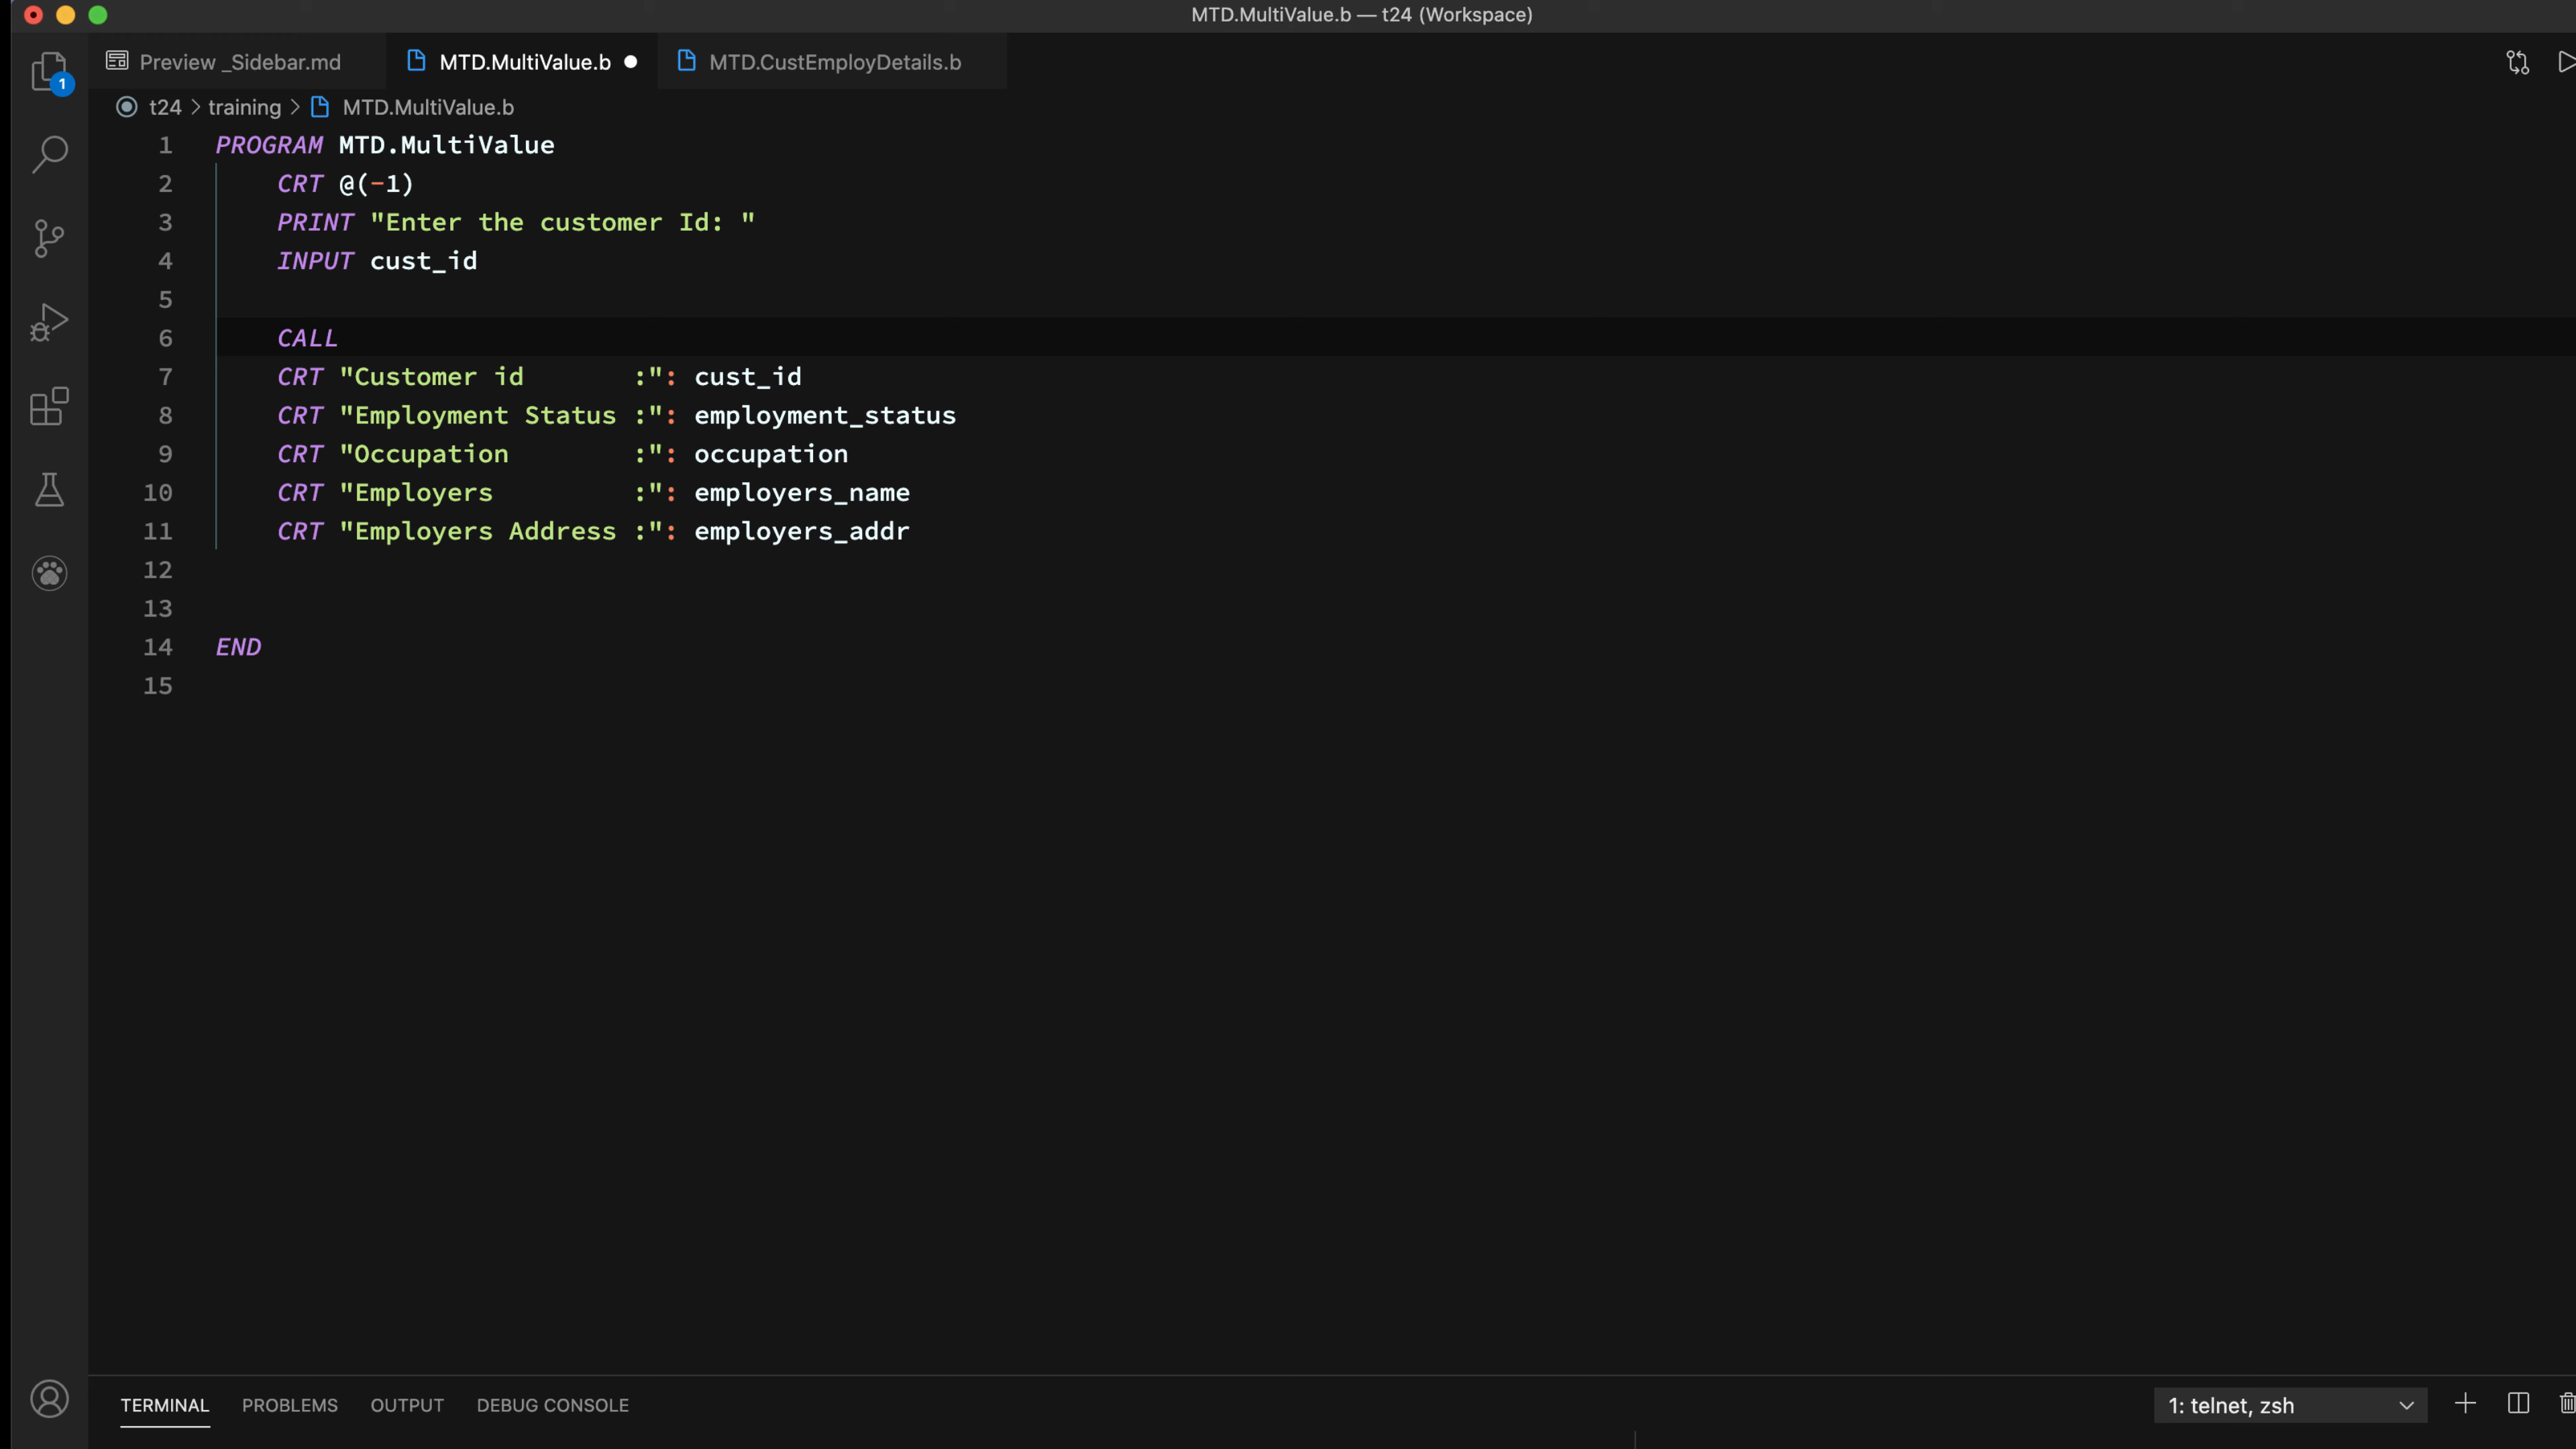 MTD.MultiValue.b — t24 (Workspace)
1
Preview _Sidebar.md
MTD.MultiValue.b
MTD.CustEmployDetails.b
t24 > training > MTD.MultiValue.b
1 PROGRAM MTD.MultiValue
2     CRT @(-1)
3     PRINT "Enter the customer Id: "
4     INPUT cust_id
5
6     CALL
7     CRT "Customer id       :": cust_id
8     CRT "Employment Status :": employment_status
9     CRT "Occupation        :": occupation
10     CRT "Employers         :": employers_name
11     CRT "Employers Address :": employers_addr
12
13
14 END
15
TERMINAL PROBLEMS OUTPUT DEBUG CONSOLE 1: telnet, zsh